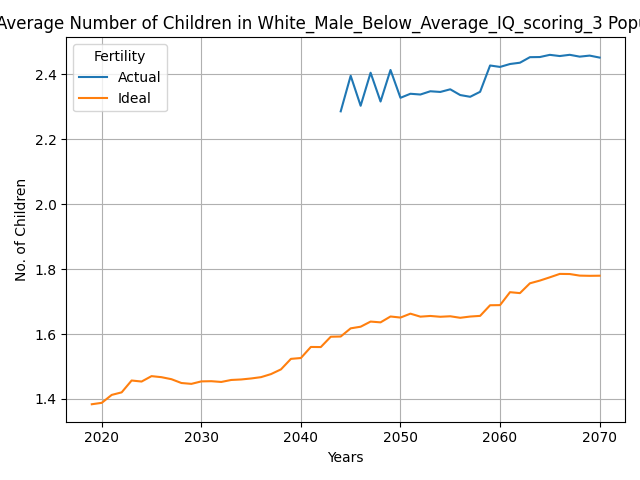 Average Number of Children in White_Male_Below_Average_IQ_scoring_3
Fertility
Actual
Ideal
2.4
2.2
2.0
1.8
1.6
1.4
No. of Children
2020 2030 2040 2050 2060 2070
Years